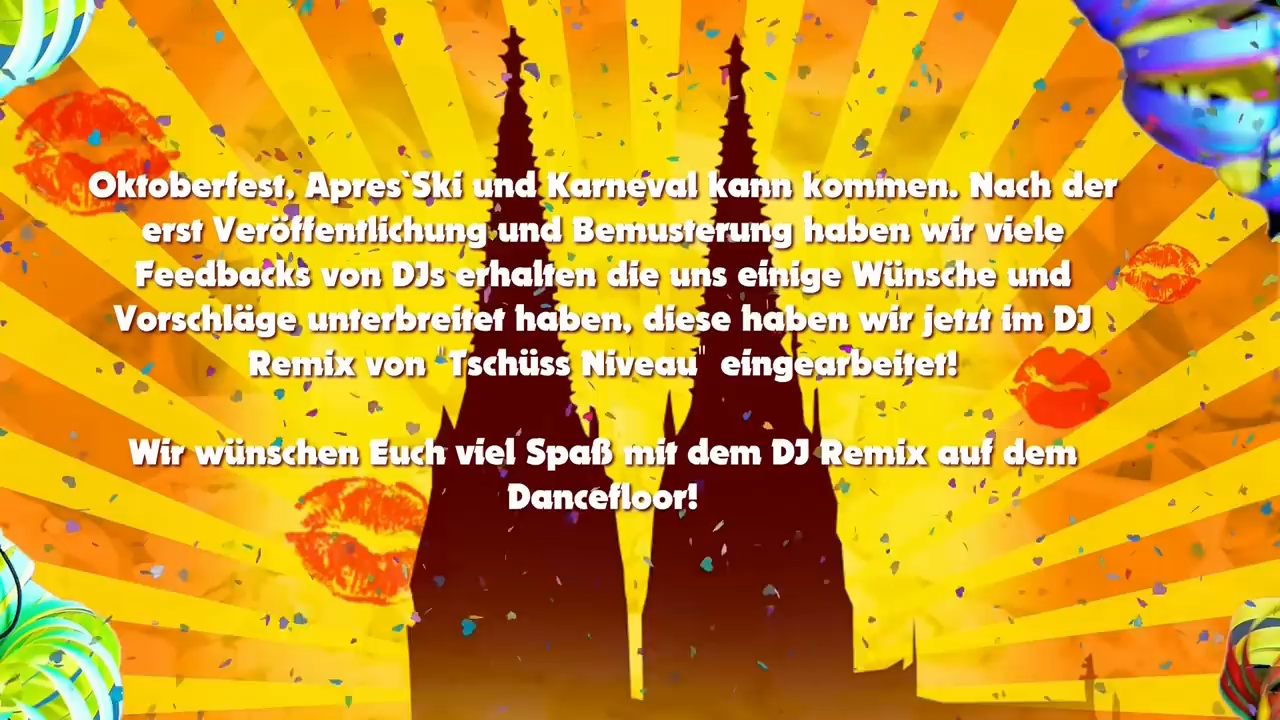 Oktoberfest, Apres`Ski und Karneval kann kommen. Nach der
erst Veröffentlichung und Bemusterung haben wir viele
Feedbacks von DJs erhalten die uns einige Wünsche und
Vorschläge unterbreitet haben, diese haben wir jetzt im DJ
Remix von "Tschüss Niveau" eingearbeitet!
Wir wünschen Euch viel Spaß mit dem DJ Remix auf dem
Dancefloor!